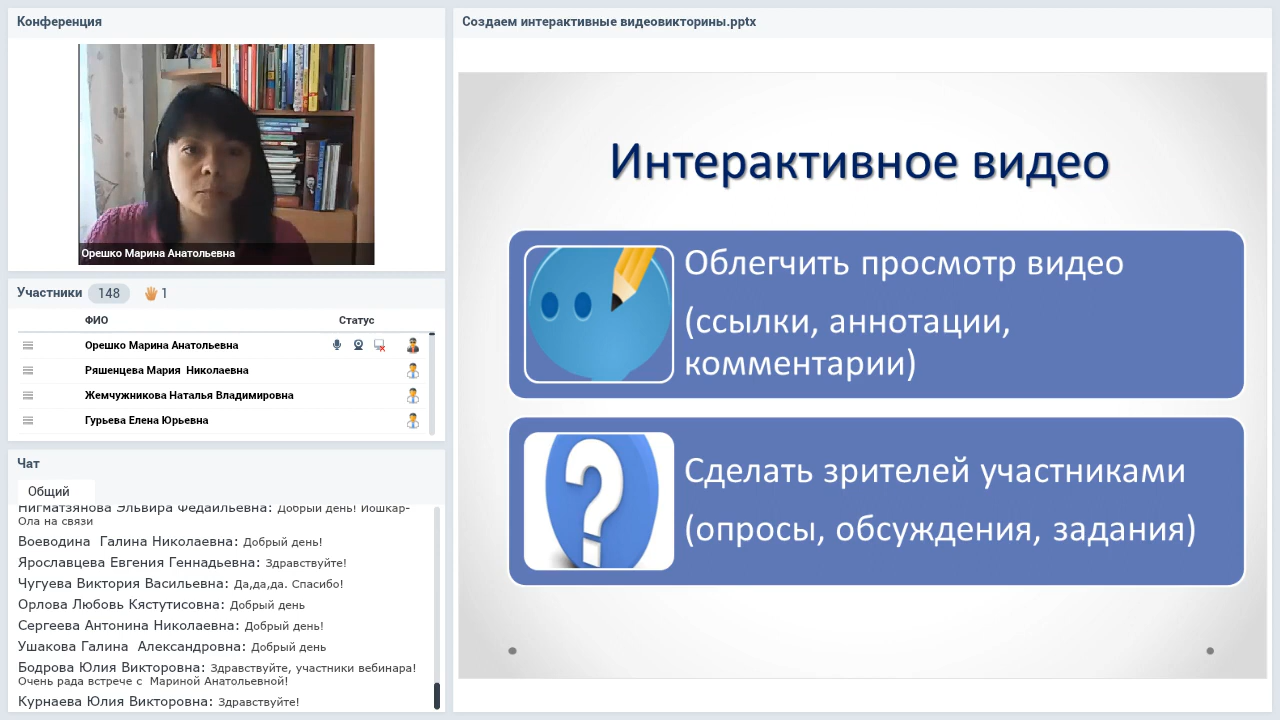 Конференция
Орешко Марина Анатольевна
Участники 148 1
ФИО Статус
Орешко Марина Анатольевна
Ряшенцева Мария Николаевна
Жемчужникова Наталья Владимировна
Гурьева Елена Юрьевна
Чат
Общий
Нигматзянова Эльвира Федаильевна: Добрый день! Йошкар-
Ола на связи
Воеводина Галина Николаевна: Добрый день!
Ярославцева Евгения Геннадьевна: Здравствуйте!
Чугуева Виктория Васильевна: Да,да,да. Спасибо!
Орлова Любовь Кястутисовна: Добрый день
Сергеева Антонина Николаевна: Добрый день!
Ушакова Галина Александровна: Добрый день
Бодрова Юлия Викторовна: Здравствуйте, участники вебинара!
Очень рада встрече с Мариной Анатольевной!
Курнаева Юлия Викторовна: Здравствуйте!
Создаем интерактивные видеовикторины.pptx
Интерактивное видео
Облегчить просмотр видео
(ссылки, аннотации,
комментарии)
?
Сделать зрителей участниками
(опросы, обсуждения, задания)